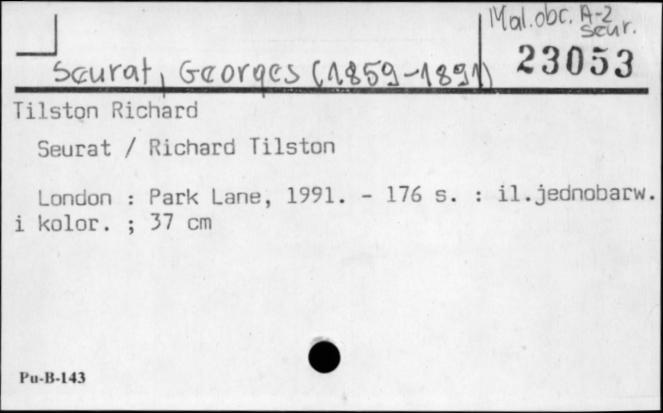 Mal.obc. A-2
Seur.
23053
Seurat, Georges (1859-1891)
Tilston Richard
Seurat / Richard Tilston
London : Park Lane, 1991. - 176 s. : il.jednobarw.
i kolor. ; 37 cm
Pu-B-143